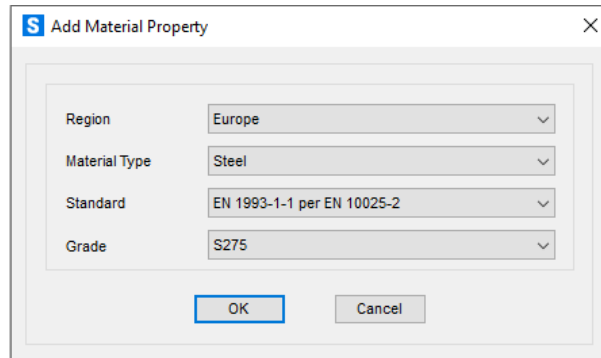 S Add Material Property
Region Europe
Material Type Steel
Standard EN 1993-1-1 per EN 10025-2
Grade S275
OK Cancel